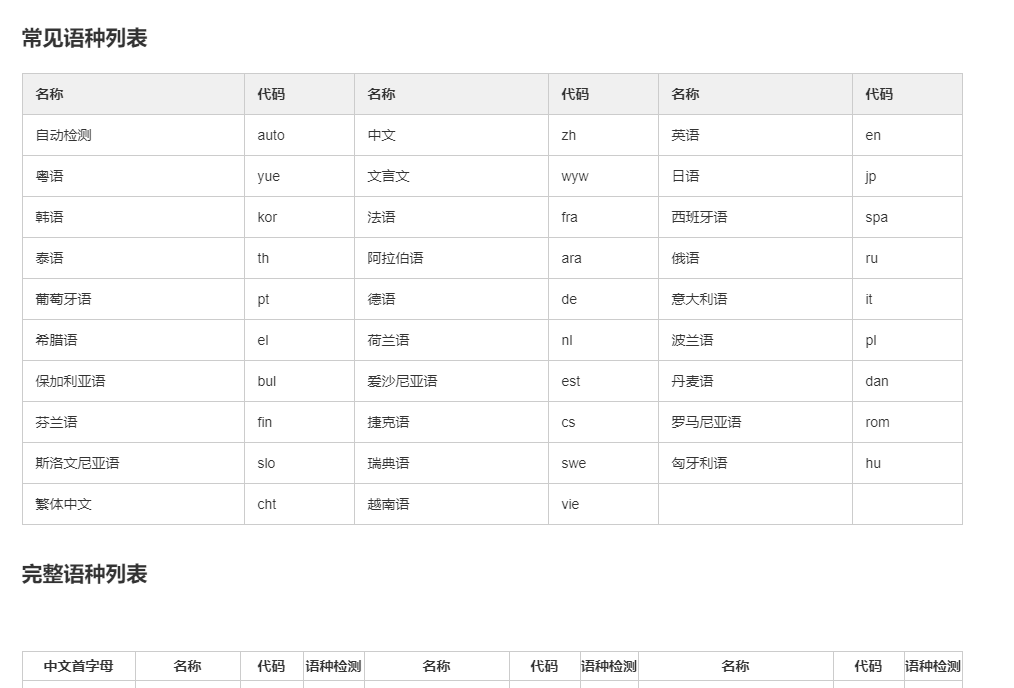 常见语种列表
名称 代码 名称 代码 名称 代码
自动检测 auto 中文 zh 英语 en
粤语 yue 文言文 wyw 日语 jp
韩语 kor 法语 fra 西班牙语 spa
泰语 th 阿拉伯语 ara 俄语 ru
葡萄牙语 pt 德语 de 意大利语 it
希腊语 el 荷兰语 nl 波兰语 pl
保加利亚语 bul 爱沙尼亚语 est 丹麦语 dan
芬兰语 fin 捷克语 cs 罗马尼亚语 rom
斯洛文尼亚语 slo 瑞典语 swe 匈牙利语 hu
繁体中文 cht 越南语 vie
完整语种列表
中文首字母 名称 代码 语种检测 名称 代码 语种检测 名称 代码 语种检测